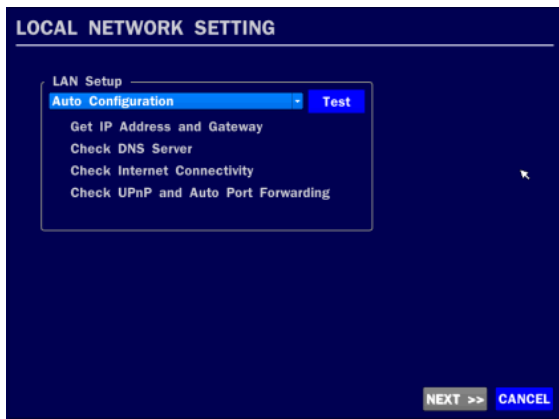 LOCAL NETWORK SETTING
LAN Setup
Auto Configuration
Test
Get IP Address and Gateway
Check DNS Server
Check Internet Connectivity
Check UPnP and Auto Port Forwarding
NEXT >>
CANCEL